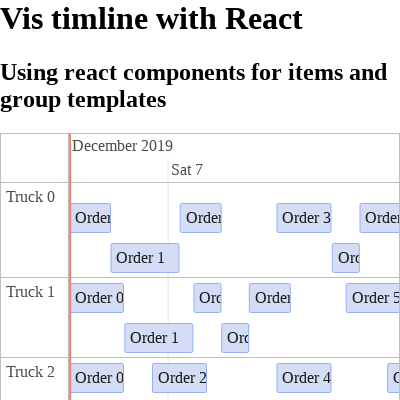 Vis timline with React
Using react components for items and
group templates
December 2019
Sat 7
Truck 0
Order 3
Order 1
Truck 1
Order 0
Order 5
Order 1
Truck 2
Order 0
Order 2
Order 4